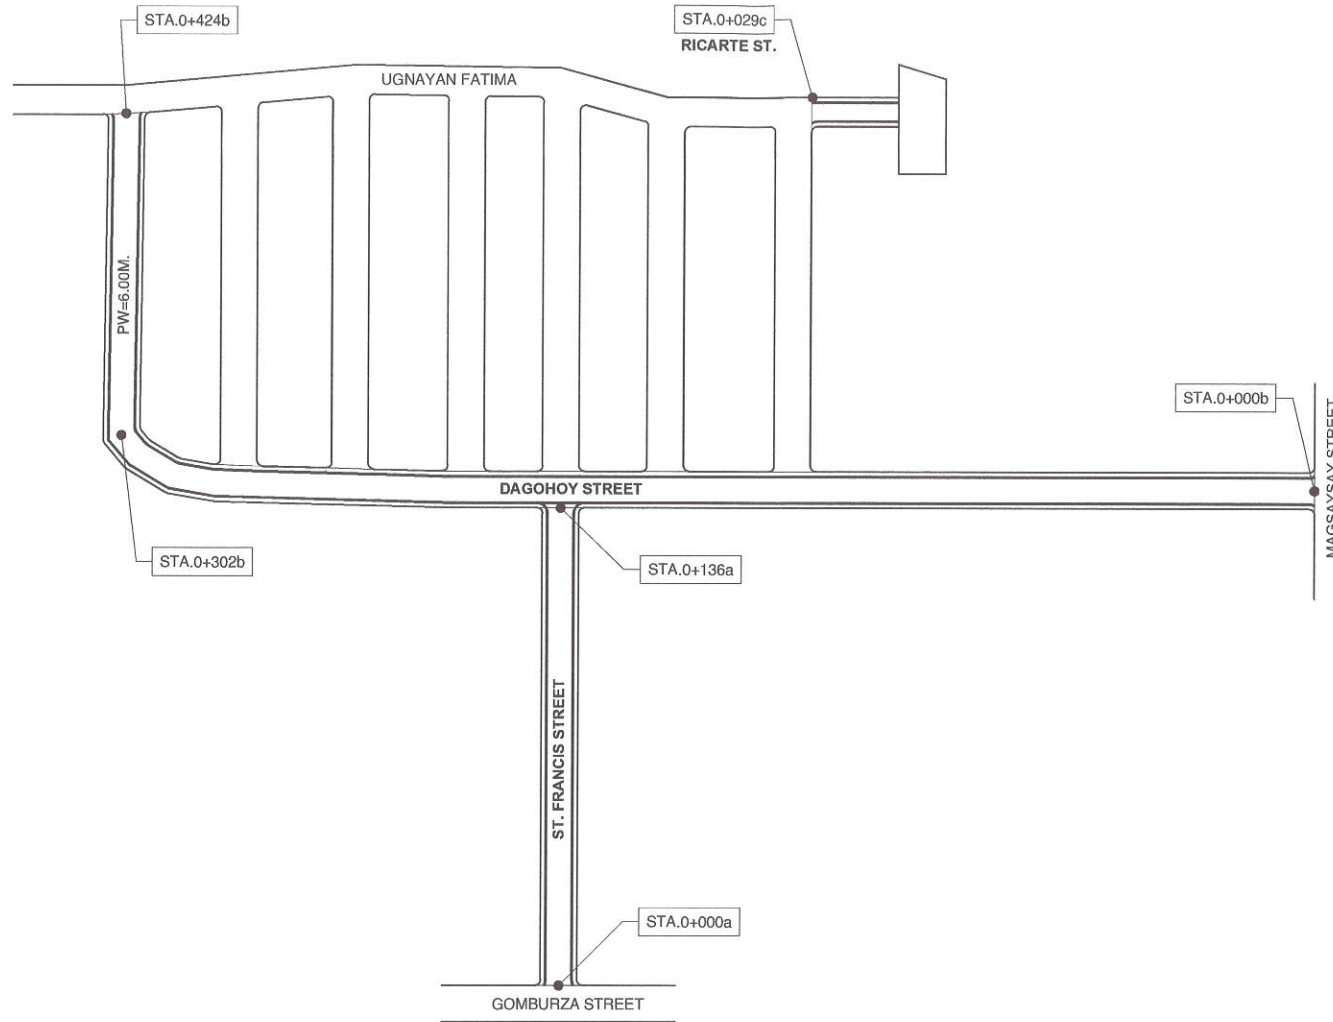 STA.0+424b
STA.0+029c
RICARTE ST.
UGNAYAN FATIMA
PW=6.00M.
STA.0+000b
MAGSAYSAY STREET
DAGOHOY STREET
STA.0+302b
STA.0+136a
ST. FRANCIS STREET
STA.0+000a
GOMBURZA STREET